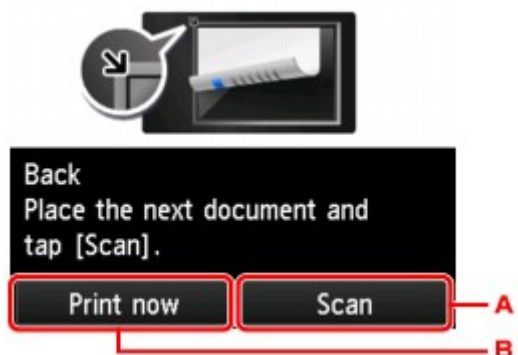 Back
Place the next document and
tap [Scan].
Print now Scan A
B